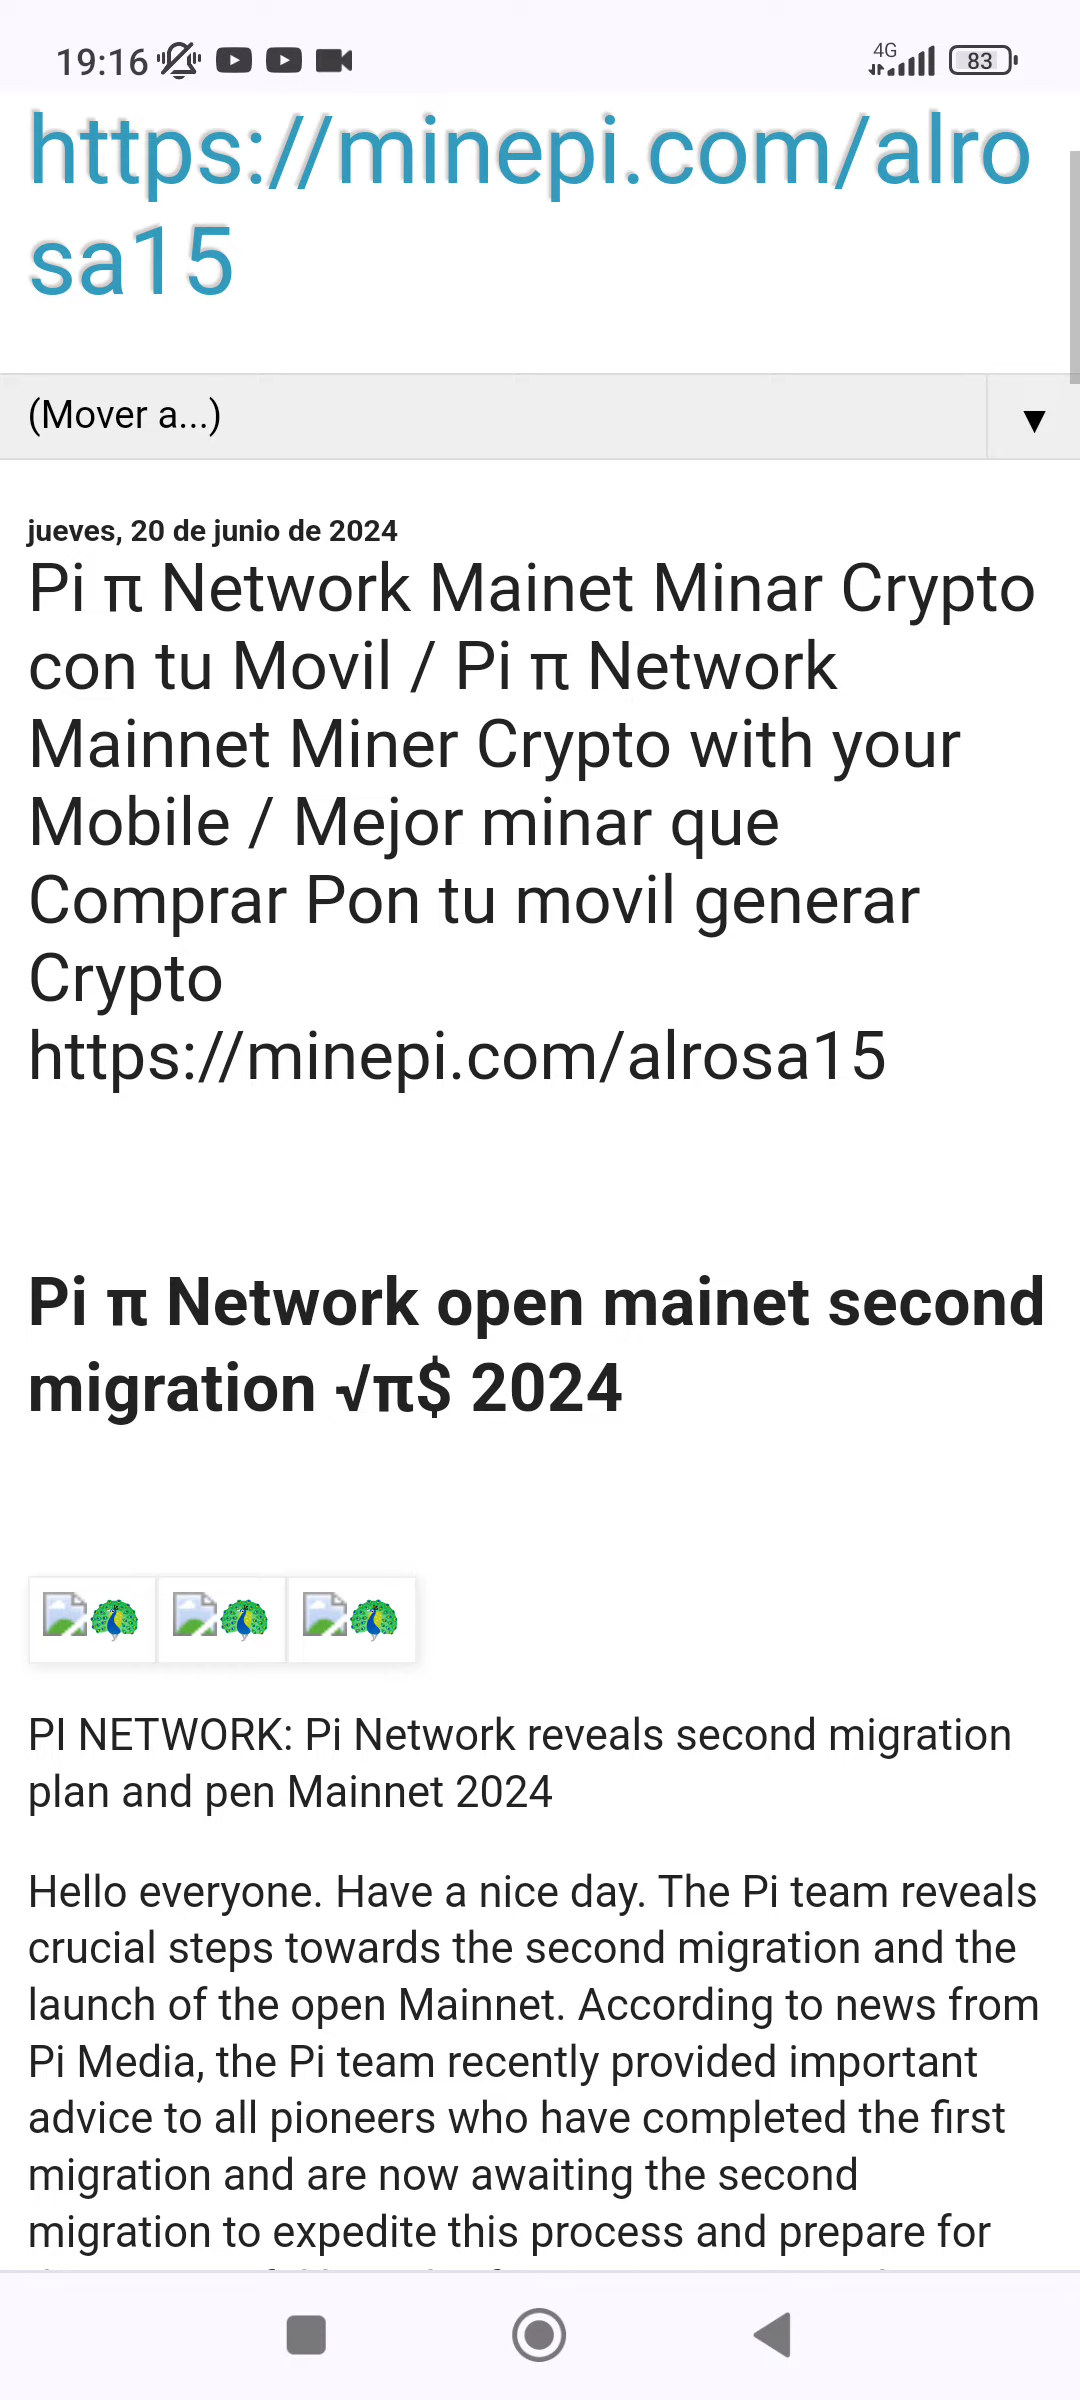 19:16
4G
83
https://minepi.com/alro
sa15
(Mover a...)
▼
jueves, 20 de junio de 2024
Pi π Network Mainet Minar Crypto
con tu Movil / Pi π Network
Mainnet Miner Crypto with your
Mobile / Mejor minar que
Comprar Pon tu movil generar
Crypto
https://minepi.com/alrosa15
Pi π Network open mainet second
migration √π$ 2024
PI NETWORK: Pi Network reveals second migration
plan and pen Mainnet 2024
Hello everyone. Have a nice day. The Pi team reveals
crucial steps towards the second migration and the
launch of the open Mainnet. According to news from
Pi Media, the Pi team recently provided important
advice to all pioneers who have completed the first
migration and are now awaiting the second
migration to expedite this process and prepare for